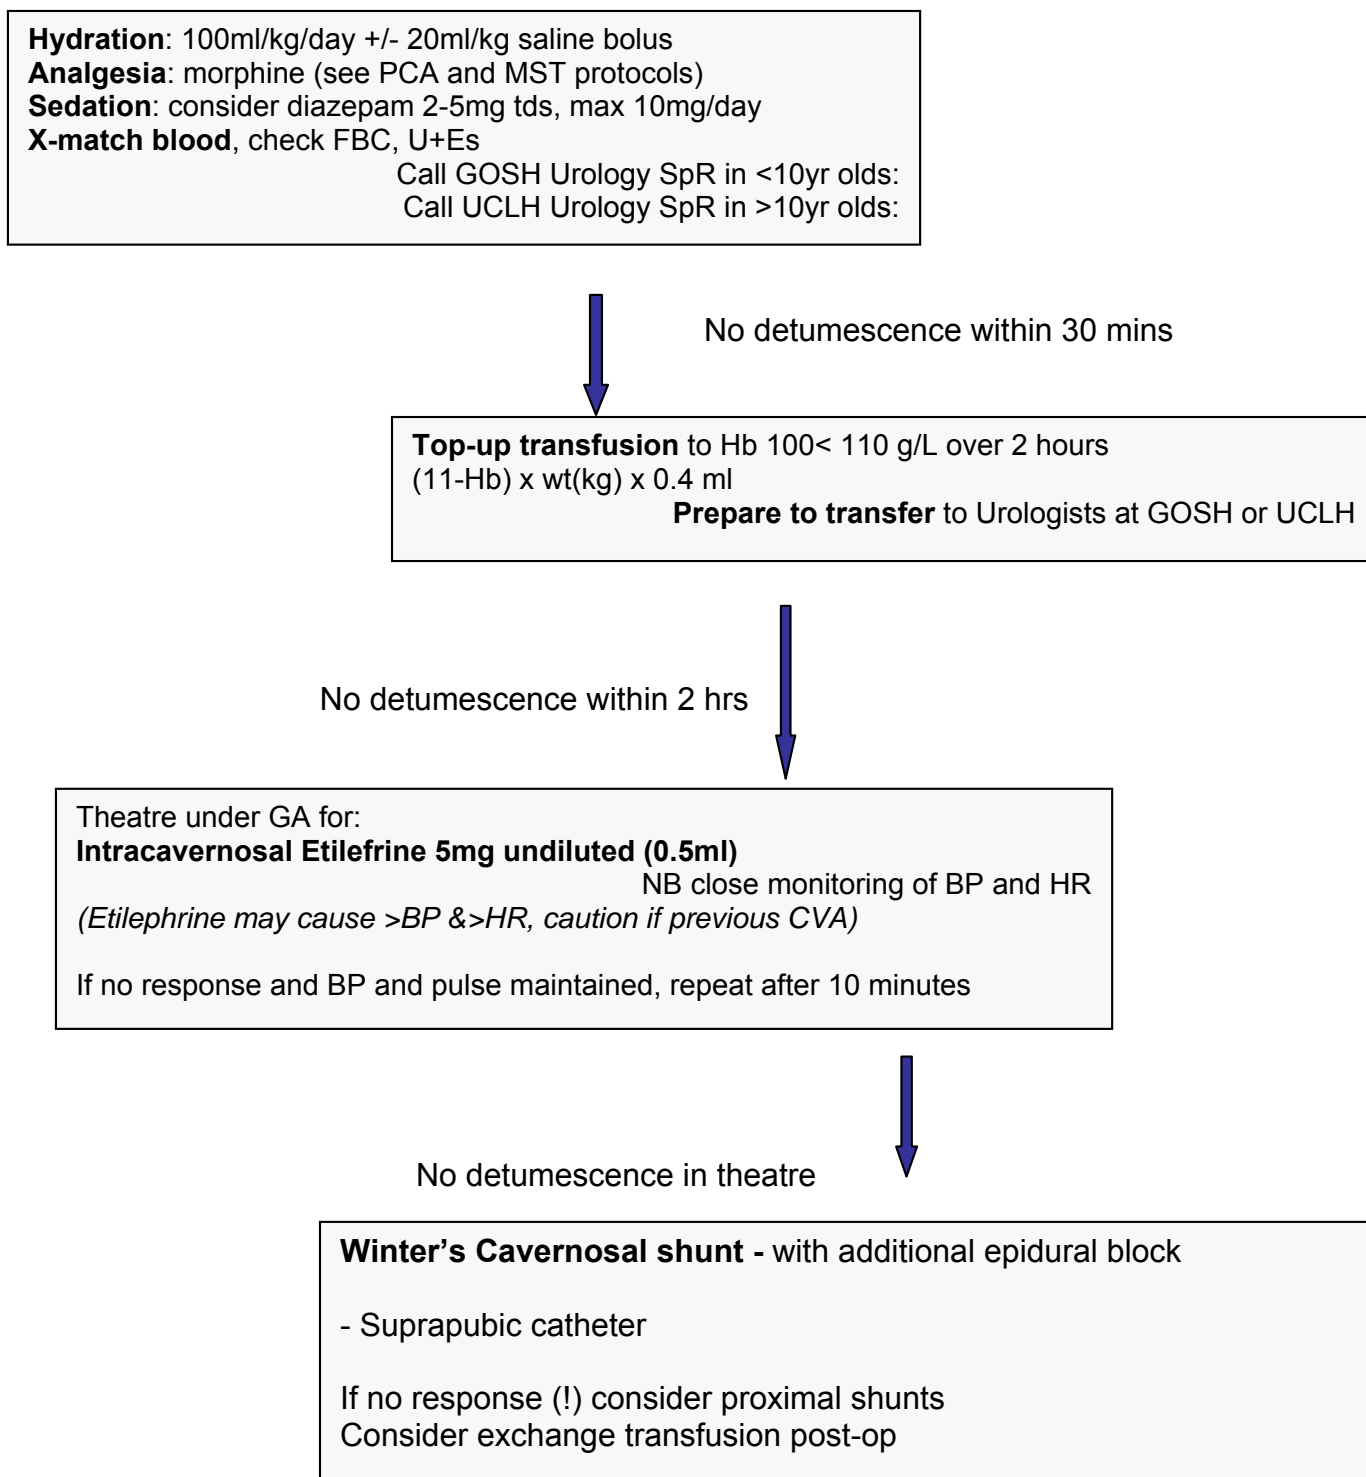 Hydration: 100ml/kg/day +/- 20ml/kg saline bolus
Analgesia: morphine (see PCA and MST protocols)
Sedation: consider diazepam 2-5mg tds, max 10mg/day
X-match blood, check FBC, U+Es
Call GOSH Urology SpR in <10yr olds:
Call UCLH Urology SpR in >10yr olds:
No detumescence within 30 mins
Top-up transfusion to Hb 100< 110 g/L over 2 hours
(11-Hb) x wt(kg) x 0.4 ml
Prepare to transfer to Urologists at GOSH or UCLH
No detumescence within 2 hrs
Theatre under GA for:
Intracavernosal Etilefrine 5mg undiluted (0.5ml)
NB close monitoring of BP and HR
(Etilephrine may cause >BP &>HR, caution if previous CVA)
If no response and BP and pulse maintained, repeat after 10 minutes
No detumescence in theatre
Winter’s Cavernosal shunt - with additional epidural block
- Suprapubic catheter
If no response (!) consider proximal shunts
Consider exchange transfusion post-op